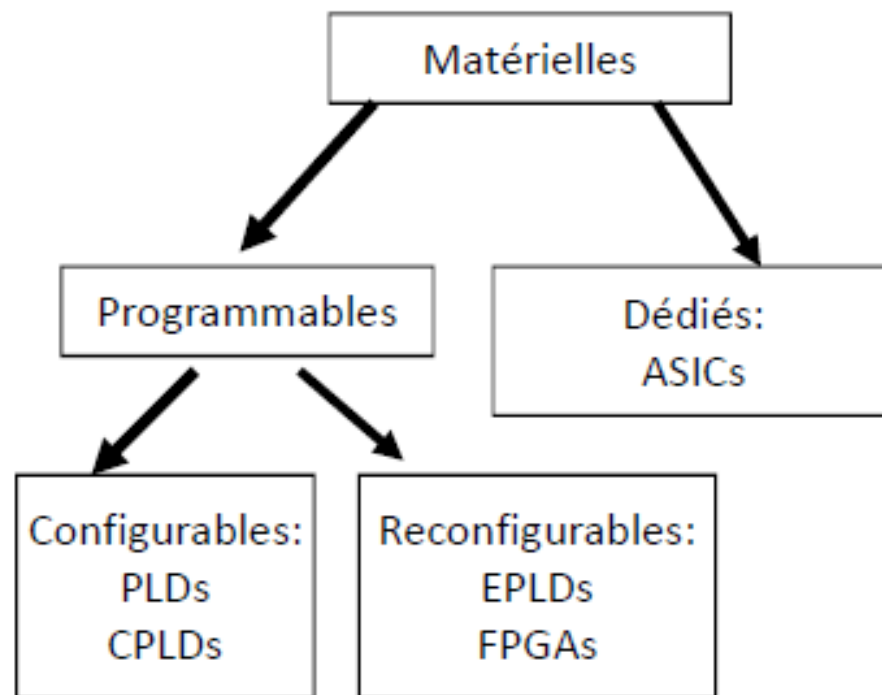 Matérielles
Programmables
Dédiés:
ASICs
Configurables:
PLDs
CPLDs
Reconfigurables:
EPLDs
FPGAs